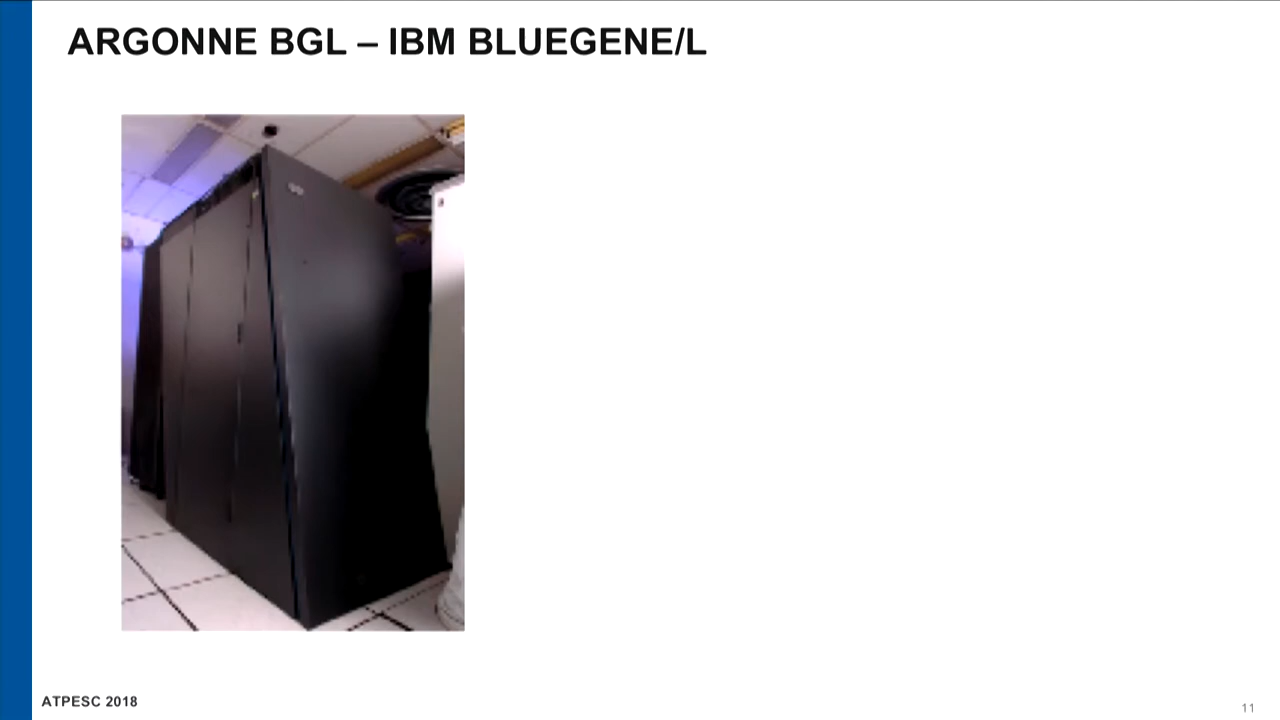 ARGONNE BGL – IBM BLUEGENE/L
ATPESC 2018
11